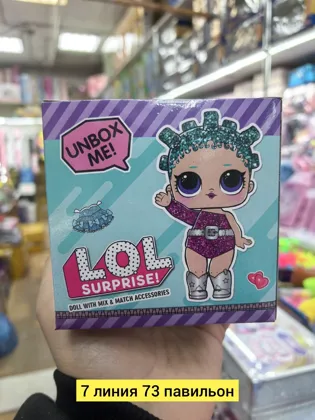 UNBOX
ME!
L.O.L
SURPRISE!
DOLL WITH MIX & MATCH ACCESSORIES
7 линия 73 павильон